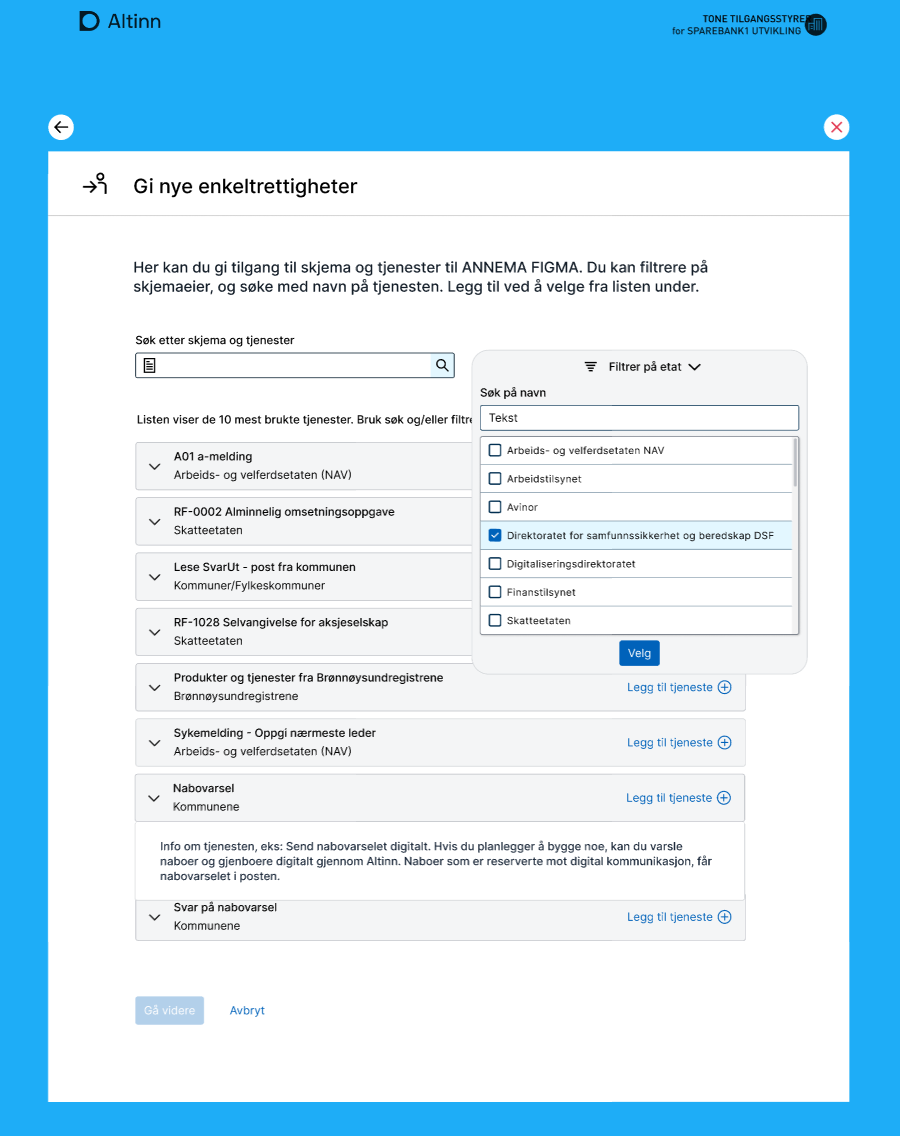 Altinn
TONE TILGANGSSTYRER
for SPAREBANK1 UTVIKLING
Gi nye enkeltrettigheter
Her kan du gi tilgang til skjema og tjenester til ANNEMA FIGMA. Du kan filtrere på
skjemaeier, og søke med navn på tjenesten. Legg til ved å velge fra listen under.
Søk etter skjema og tjenester
Listen viser de 10 mest brukte tjenester. Bruk søk og/eller filtre
A01 a-melding
Arbeids- og velferdsetaten (NAV)
RF-0002 Alminnelig omsetningsoppgave
Skatteetaten
Lese SvarUt - post fra kommunen
Kommuner/Fylkeskommuner
RF-1028 Selvangivelse for aksjeselskap
Skatteetaten
Filtrer på etat
Søk på navn
Tekst
Arbeids- og velferdsetaten NAV
Arbeidstilsynet
Avinor
Direktoratet for samfunnssikkerhet og beredskap DSF
Digitaliseringsdirektoratet
Finanstilsynet
Skatteetaten
Velg
Produkter og tjenester fra Brønnøysundregistrene
Brønnøysundregistrene
Legg til tjeneste
Sykemelding - Oppgi nærmeste leder
Arbeids- og velferdsetaten (NAV)
Legg til tjeneste
Nabovarsel
Kommunene
Legg til tjeneste
Info om tjenesten, eks: Send nabovarselet digitalt. Hvis du planlegger å bygge noe, kan du varsle
naboer og gjenboere digitalt gjennom Altinn. Naboer som er reserverte mot digital kommunikasjon, får
nabovarselet i posten.
Svar på nabovarsel
Kommunene
Legg til tjeneste
Gå videre
Avbryt